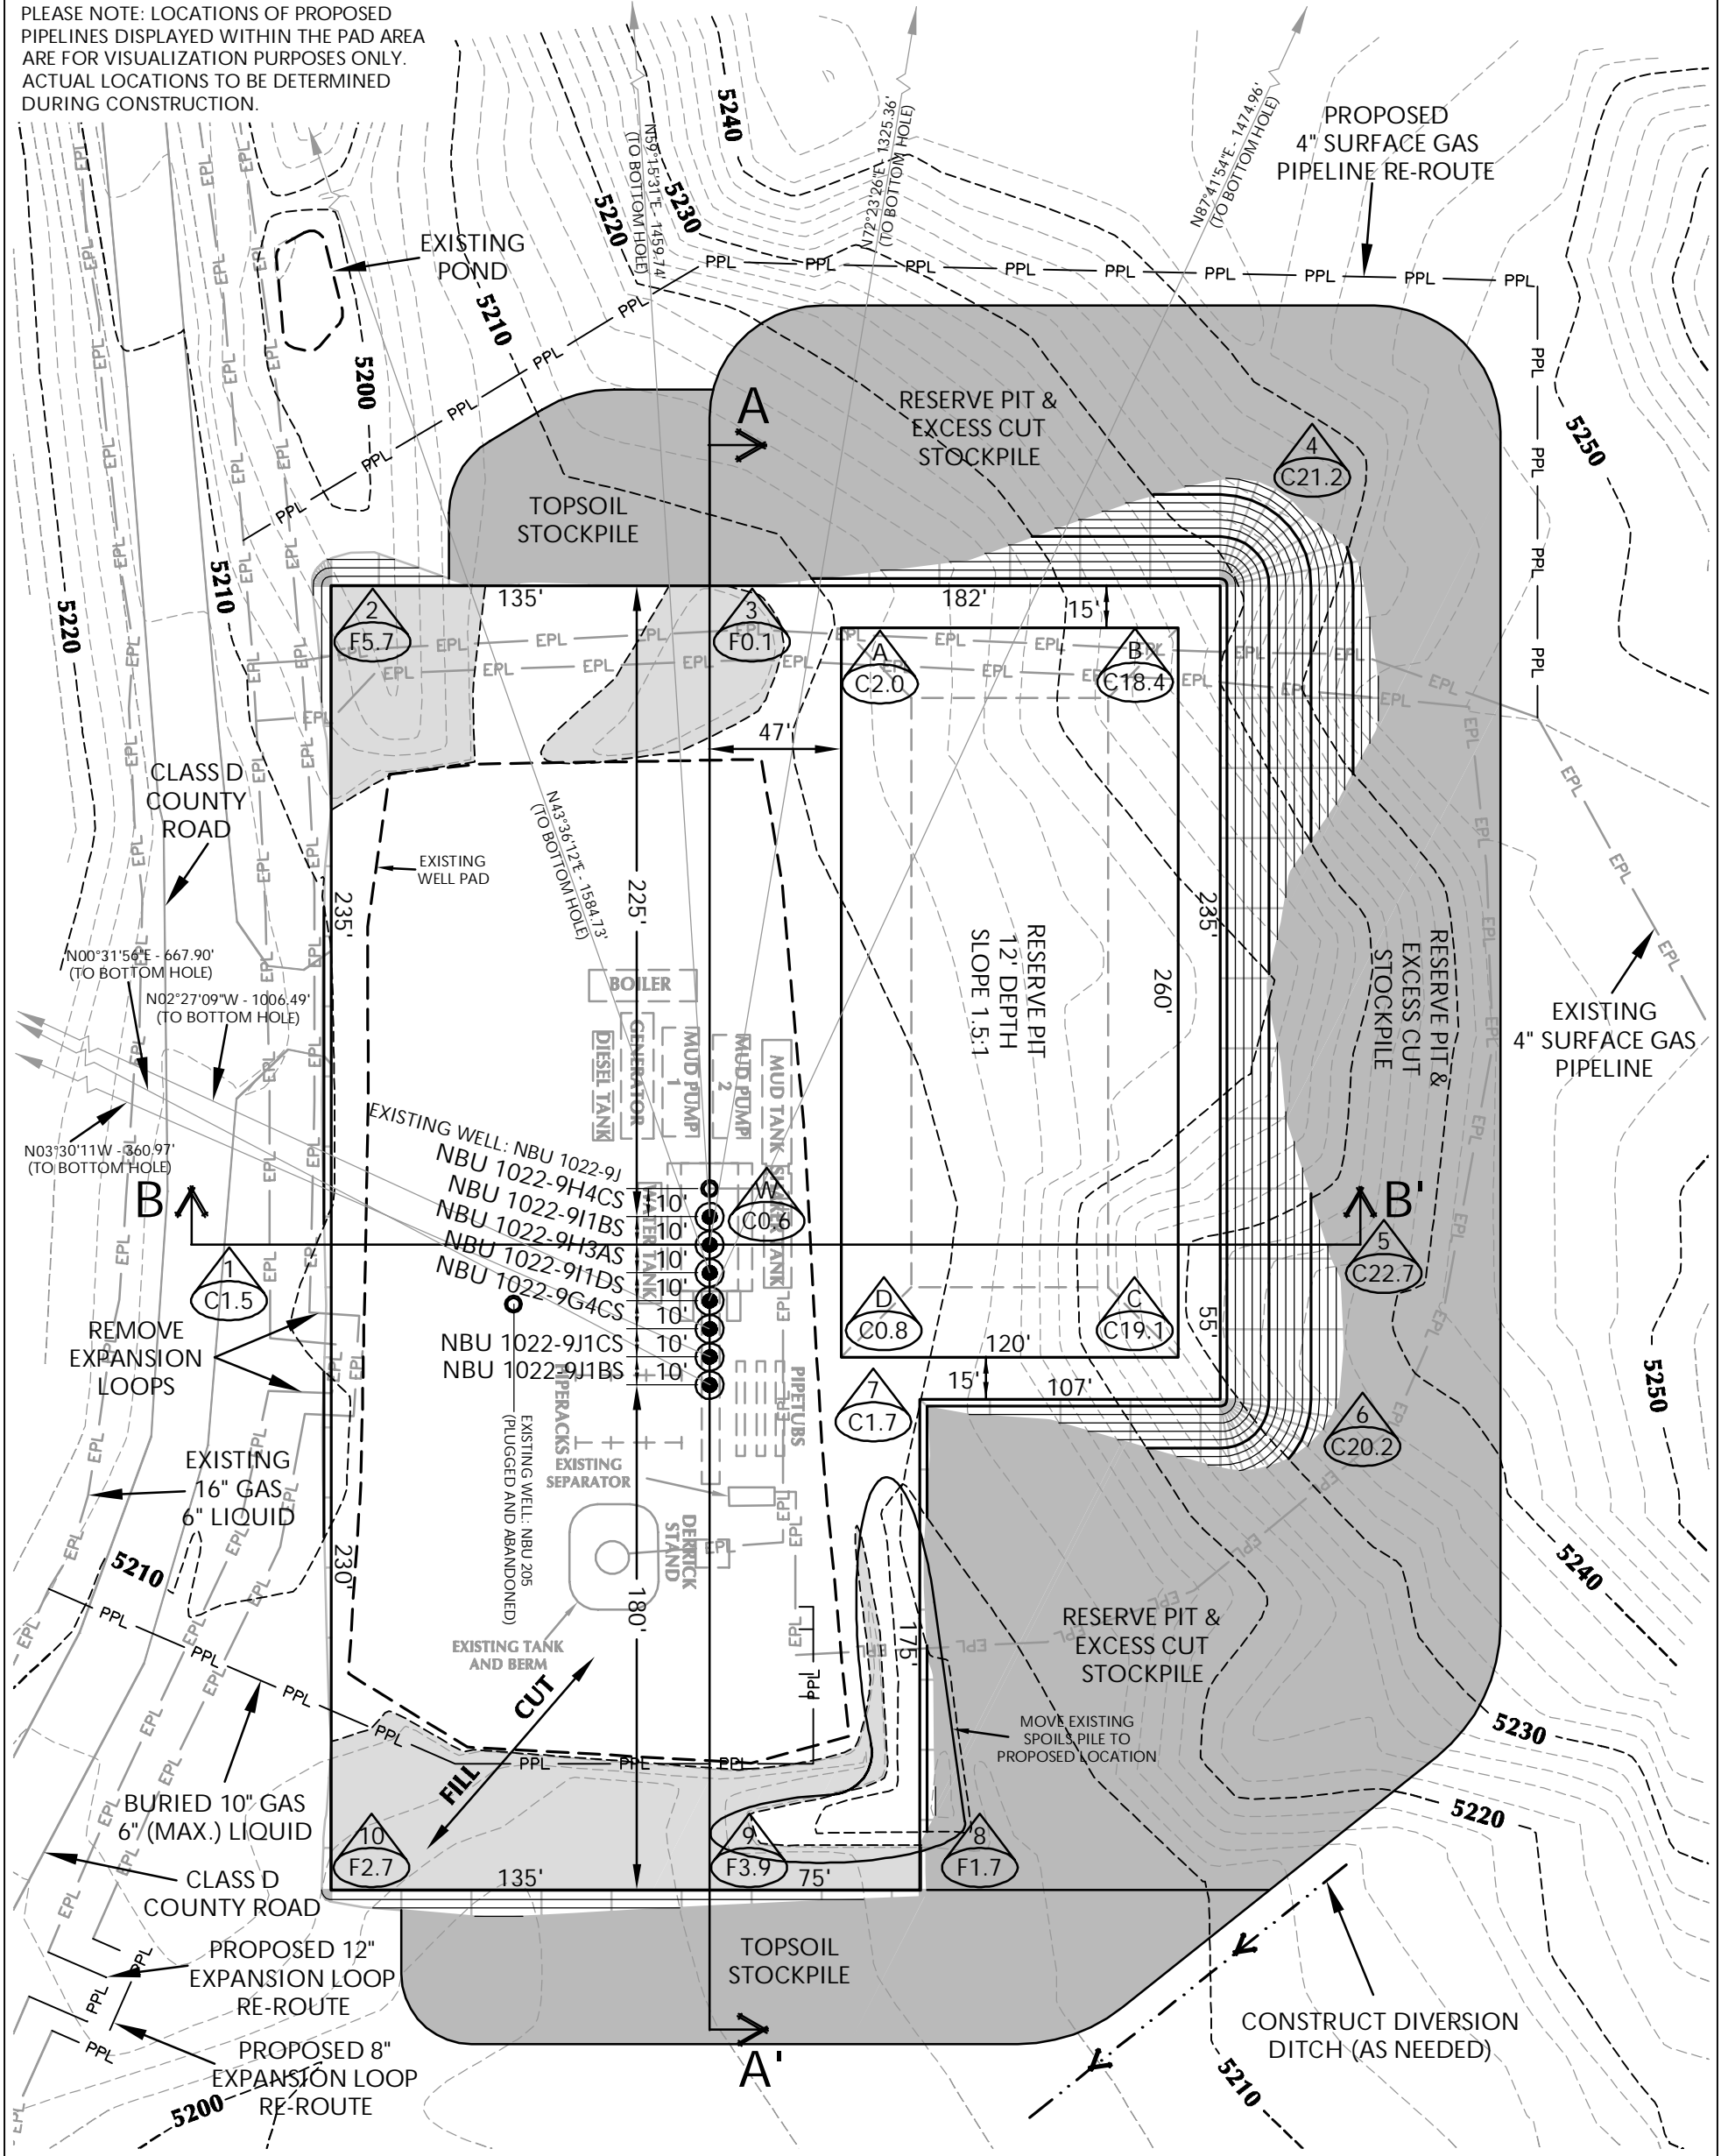 PLEASE NOTE: LOCATIONS OF PROPOSED
PIPELINES DISPLAYED WITHIN THE PAD AREA
ARE FOR VISUALIZATION PURPOSES ONLY.
ACTUAL LOCATIONS TO BE DETERMINED
DURING CONSTRUCTION.
5240
5230
5220
N59°15'31"E - 1459.74'
(TO BOTTOM HOLE)
N72°23'26"E - 1325.36'
(TO BOTTOM HOLE)
N87°41'54"E - 1474.96'
(TO BOTTOM HOLE)
PROPOSED
4" SURFACE GAS
PIPELINE RE-ROUTE
EXISTING
POND
5210
5200
5250
A
RESERVE PIT &
EXCESS CUT
STOCKPILE
4
C21.2
TOPSOIL
STOCKPILE
5210
5220
2
F5.7
135'
3
F0.1
182'
15'
A
C2.0
B
C18.4
47'
CLASS D
COUNTY
ROAD
EXISTING
WELL PAD
N43°36'12"E - 1584.73'
(TO BOTTOM HOLE)
235'
225'
235'
260'
RESERVE PIT
12' DEPTH
SLOPE 1.5:1
RESERVE PIT &
EXCESS CUT
STOCKPILE
EXISTING
4" SURFACE GAS
PIPELINE
N00°31'56"E - 667.90'
(TO BOTTOM HOLE)
N02°27'09"W - 1006.49'
(TO BOTTOM HOLE)
N03°30'11W - 360.97'
(TO BOTTOM HOLE)
BOILER
DIESEL TANK
GENERATOR
MUD PUMP
1
MUD PUMP
2
MUD TANK
SHAKER TANK
WATER TANK
EXISTING WELL: NBU 1022-9J
NBU 1022-9H4CS
NBU 1022-9I1BS
NBU 1022-9H3AS
NBU 1022-9I1DS
NBU 1022-9G4CS
NBU 1022-9J1CS
NBU 1022-9J1BS
10'
10'
10'
10'
10'
10'
10'
W
C0.6
B
B'
1
C1.5
5
C22.7
D
C0.8
C
C19.1
55'
120'
15'
107'
REMOVE
EXPANSION
LOOPS
7
C1.7
6
C20.2
5250
PIPERACKS
PIPETUBS
EXISTING WELL: NBU 205
(PLUGGED AND ABANDONED)
EXISTING
SEPARATOR
DERRICK
STAND
EXISTING
16" GAS
6" LIQUID
5210
230'
180'
175'
EXISTING TANK
AND BERM
CUT
FILL
RESERVE PIT &
EXCESS CUT
STOCKPILE
MOVE EXISTING
SPOILS PILE TO
PROPOSED LOCATION
5240
5230
5220
BURIED 10" GAS
6" (MAX.) LIQUID
10
F2.7
135'
9
F3.9
75'
8
F1.7
CLASS D
COUNTY ROAD
PROPOSED 12"
EXPANSION LOOP
RE-ROUTE
PROPOSED 8"
EXPANSION LOOP
RE-ROUTE
TOPSOIL
STOCKPILE
A'
CONSTRUCT DIVERSION
DITCH (AS NEEDED)
5210
5200
EPL
PPL